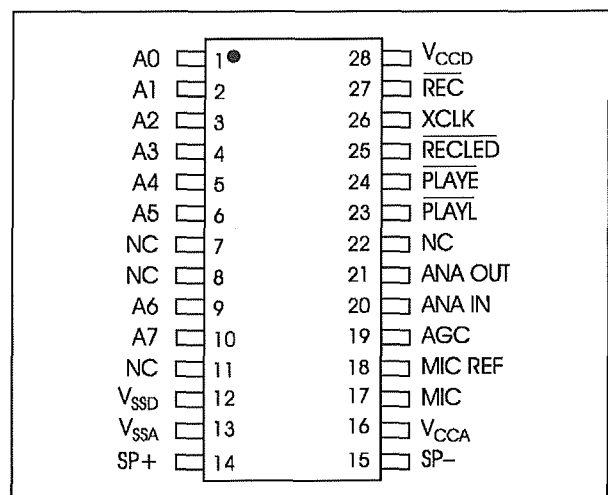 A0 1 28 VCCD
A1 2 27 REC
A2 3 26 XCLK
A3 4 25 RECLED
A4 5 24 PLAYE
A5 6 23 PLAYL
NC 7 22 NC
NC 8 21 ANA OUT
A6 9 20 ANA IN
A7 10 19 AGC
NC 11 18 MIC REF
VSSD 12 17 MIC
VSSA 13 16 VCCA
SP+ 14 15 SP–